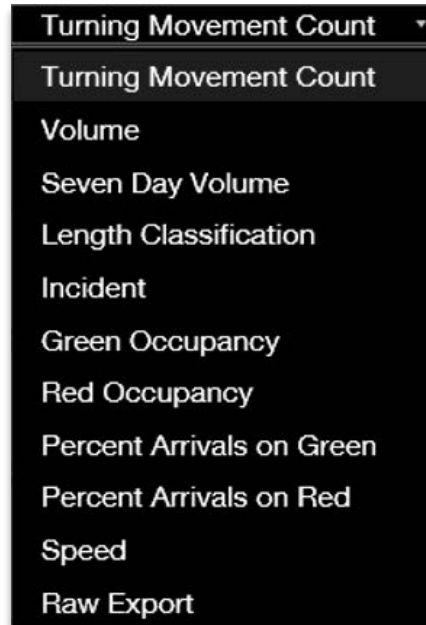 Turning Movement Count
Turning Movement Count
Volume
Seven Day Volume
Length Classification
Incident
Green Occupancy
Red Occupancy
Percent Arrivals on Green
Percent Arrivals on Red
Speed
Raw Export